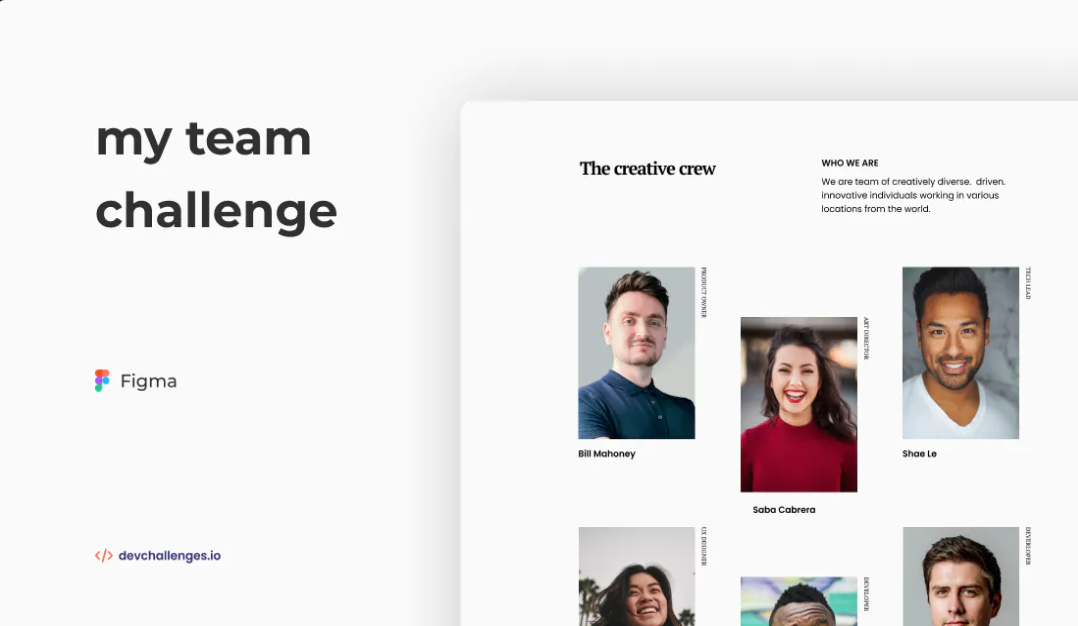 my team
challenge
Figma
devchallenges.io
The creative crew
WHO WE ARE
We are team of creatively diverse. driven.
innovative individuals working in various
locations from the world.
PRODUCT OWNER
Bill Mahoney
ART DIRECTOR
Saba Cabrera
TECH LEAD
Shae Le
UX DESIGNER
DEVELOPER
DEVERLOPER